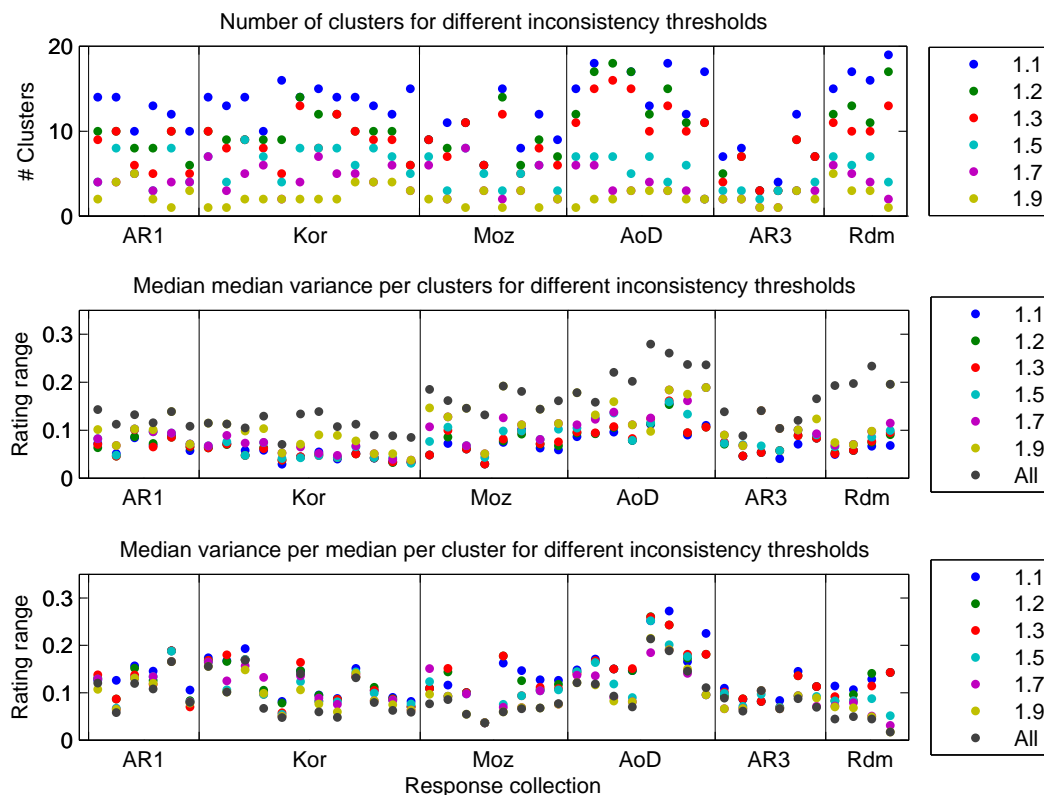 Number of clusters for different inconsistency thresholds
# Clusters
20
10
0
AR1 Kor Moz AoD AR3 Rdm
1.1
1.2
1.3
1.5
1.7
1.9
Median median variance per clusters for different inconsistency thresholds
Rating range
0.3
0.2
0.1
0
AR1 Kor Moz AoD AR3 Rdm
1.1
1.2
1.3
1.5
1.7
1.9
All
Median variance per median per cluster for different inconsistency thresholds
Rating range
0.3
0.2
0.1
0
AR1 Kor Moz AoD AR3 Rdm
Response collection
1.1
1.2
1.3
1.5
1.7
1.9
All